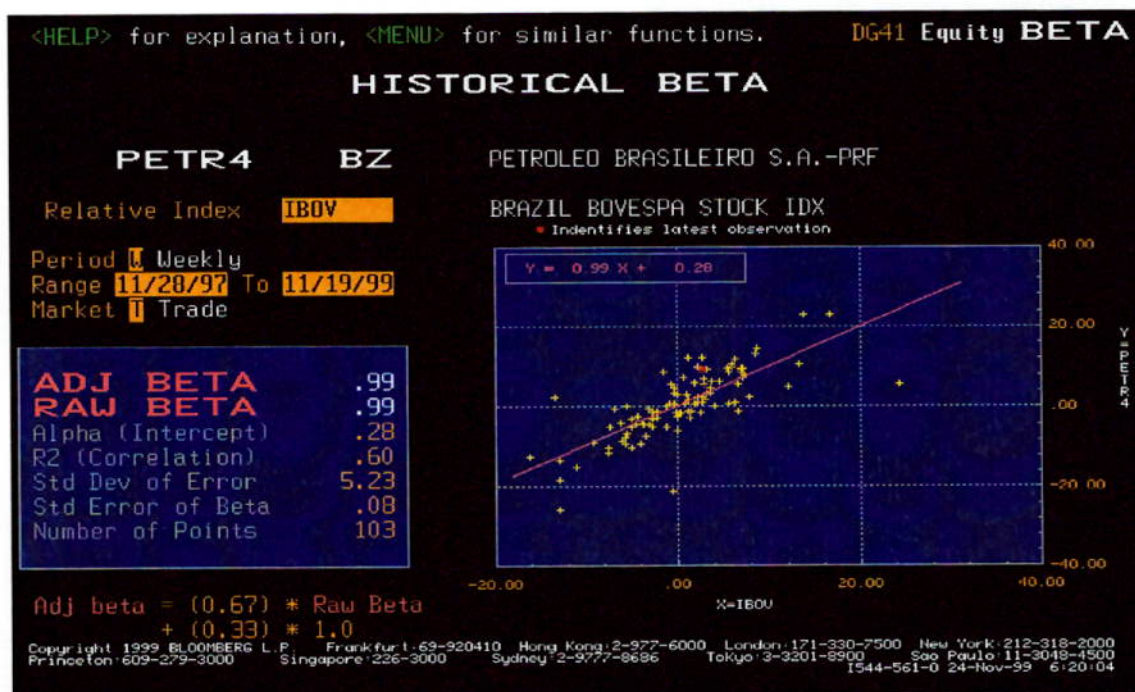 <HELP> for explanation, <MENU> for similar functions. DG41 Equity BETA
HISTORICAL BETA
PETR4 BZ PETROLEO BRASILEIRO S.A.-PRF
Relative Index IBOV BRAZIL BOVESPA STOCK IDX
* Indentifies latest observation
Period W Weekly
Range 11/28/97 To 11/19/99
Market T Trade
Y = 0.99 X + 0.28
40.00
20.00
.00
-20.00
-40.00
Y=PETR4
ADJ BETA .99
RAW BETA .99
Alpha (Intercept) .28
R2 (Correlation) .60
Std Dev of Error 5.23
Std Error of Beta .08
Number of Points 103
-20.00 .00 20.00 40.00
X=IBOV
Adj beta = (0.67) * Raw Beta
+ (0.33) * 1.0
Copyright 1999 BLOOMBERG L.P. Frankfurt:69-920410 Hong Kong:2-977-6000 London:171-330-7500 New York:212-318-2000
Princeton:609-279-3000 Singapore:226-3000 Sydney:2-9777-8686 Tokyo:3-3201-8900 Sao Paulo:11-3048-4500
I544-561-0 24-Nov-99 6:20:04